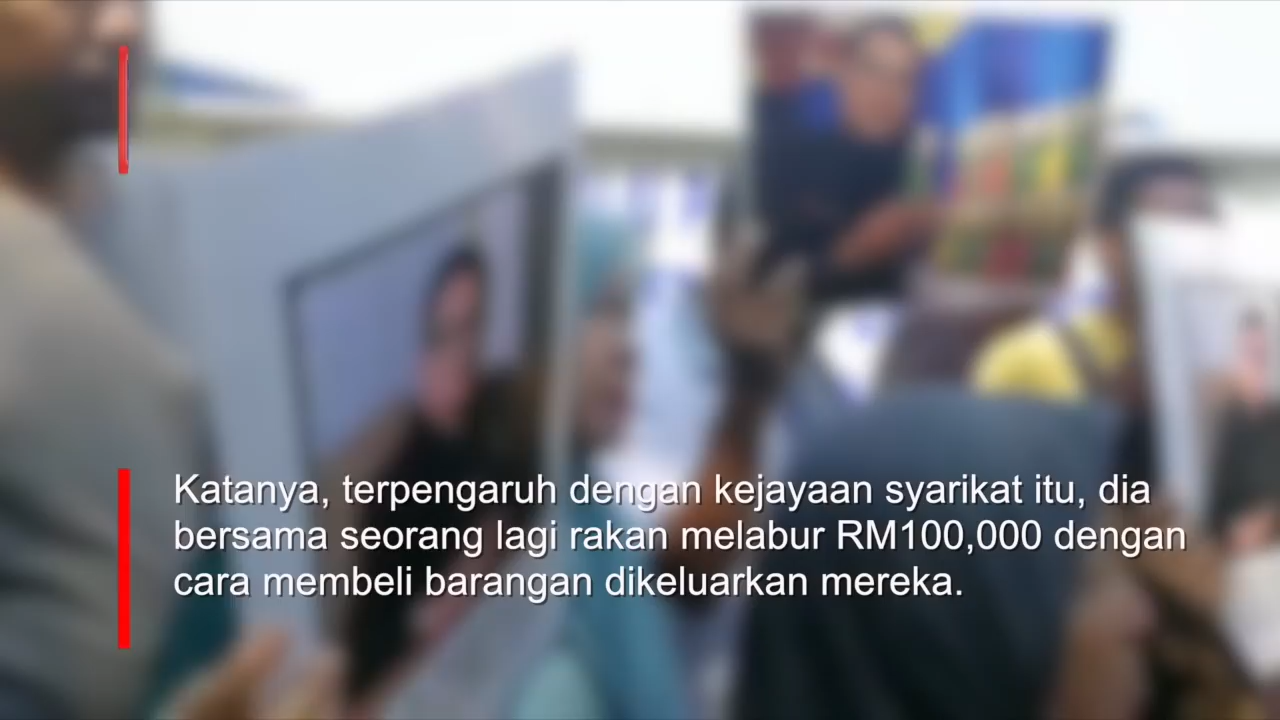 Katanya, terpengaruh dengan kejayaan syarikat itu, dia
bersama seorang lagi rakan melabur RM100,000 dengan
cara membeli barangan dikeluarkan mereka.